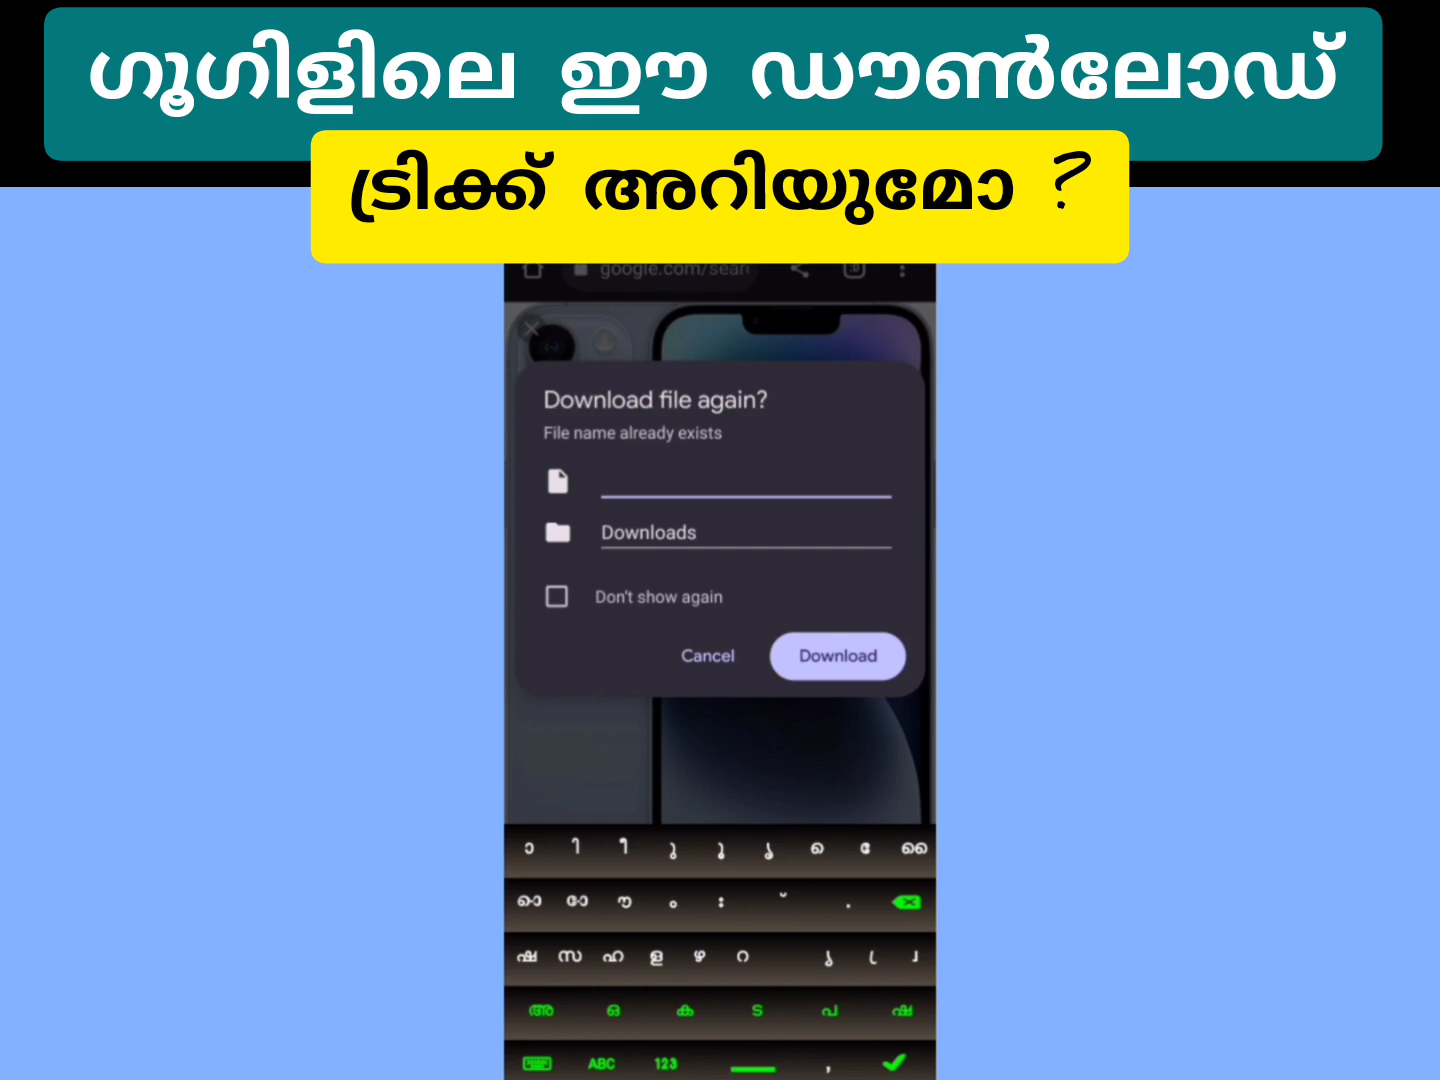 ഗൂഗിളിലെ ഈ ഡൗൺലോഡ്
ട്രിക്ക് അറിയുമോ ?
google.com/sear
Download file again?
File name already exists
Downloads
Don't show again
Cancel Download
ാ ി ീ ു ൂ ൃ െ േ ൈ
ൊ ോ ൗ ം ഃ ് .
ഷ സ ഹ ള ഴ റ
അ ഒ ക ട പ ഷ
ABC 123 ,